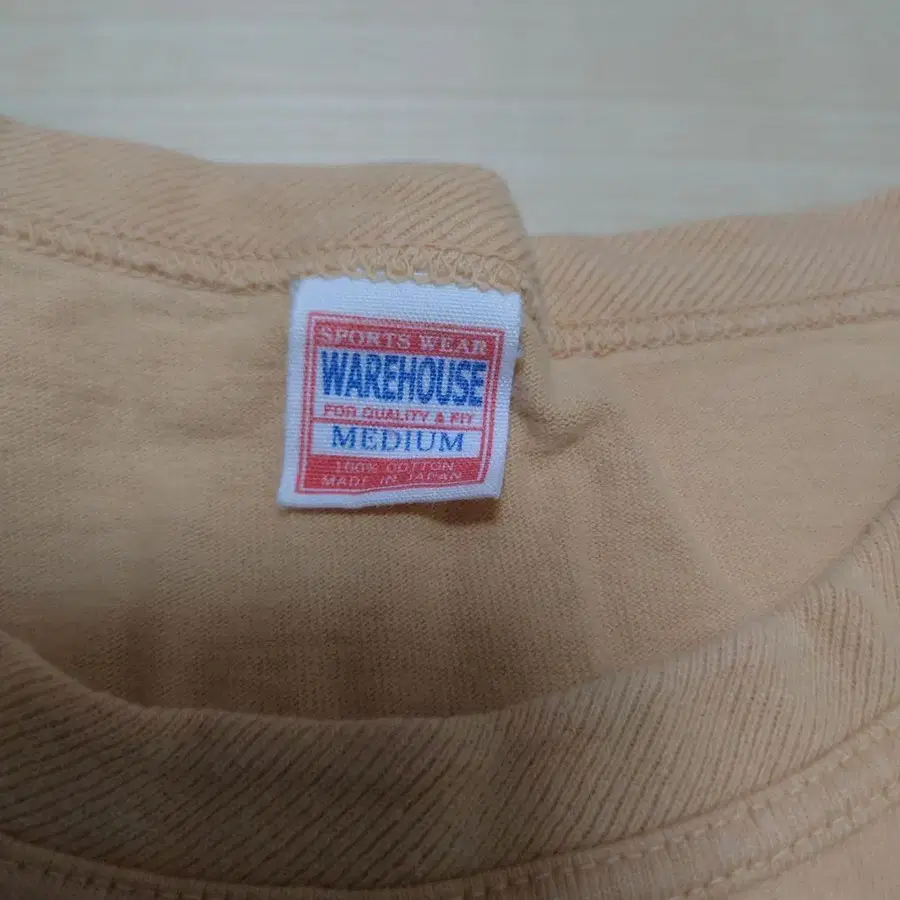 SPORTS WEAR
WAREHOUSE
FOR QUALITY & FIT
MEDIUM
100% COTTON
MADE IN JAPAN